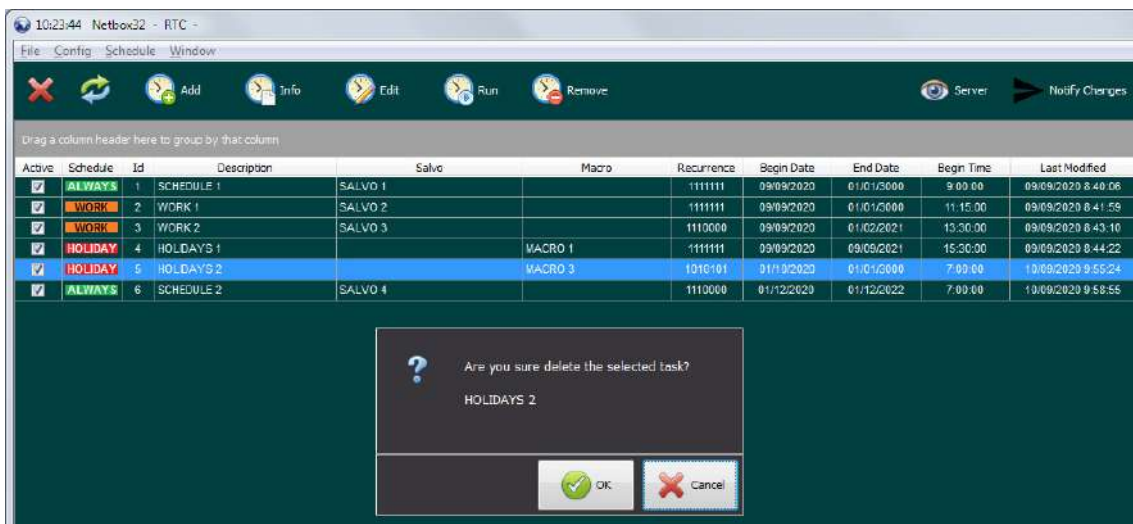 10:23:44 Netbox32 - RTC -
File Config Schedule Window
Add Info Edit Run Remove Server Notify Changes
Drag a column header here to group by that column
Active Schedule Id Description Salvo Macro Recurrence Begin Date End Date Begin Time Last Modified
ALWAYS 1 SCHEDULE 1 SALVO 1 1111111 09/09/2020 01/01/3000 9:00:00 09/09/2020 8:40:06
WORK 2 WORK 1 SALVO 2 1111111 09/09/2020 01/01/3000 11:15:00 09/09/2020 8:41:59
WORK 3 WORK 2 SALVO 3 1110000 09/09/2020 01/02/2021 13:30:00 09/09/2020 8:43:10
HOLIDAY 4 HOLIDAYS 1 MACRO 1 1111111 09/09/2020 09/09/2021 15:30:00 09/09/2020 8:44:22
HOLIDAY 5 HOLIDAYS 2 MACRO 3 1010101 01/10/2020 01/01/3000 7:00:00 10/09/2020 9:55:24
ALWAYS 6 SCHEDULE 2 SALVO 4 1110000 01/12/2020 01/12/2022 7:00:00 10/09/2020 9:58:55
Are you sure delete the selected task?
HOLIDAYS 2
OK Cancel